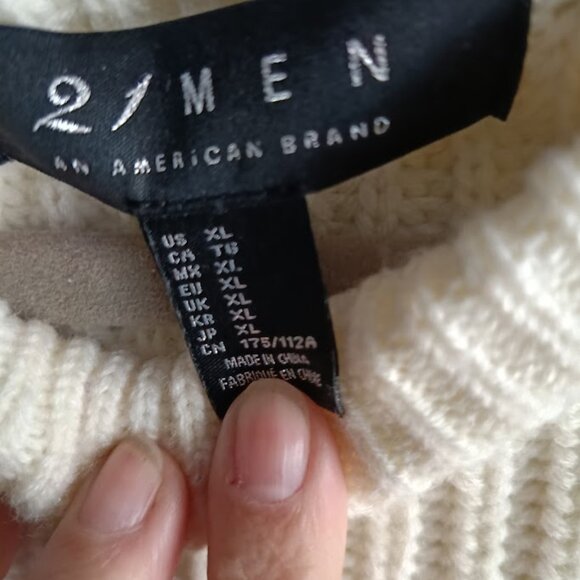 21 MEN
AN AMERICAN BRAND
US XL
CA TG
MX XL
EU XL
UK XL
KR XL
JP XL
CN 175/112A
MADE IN CHINA
FABRIQUÉ EN CHINE